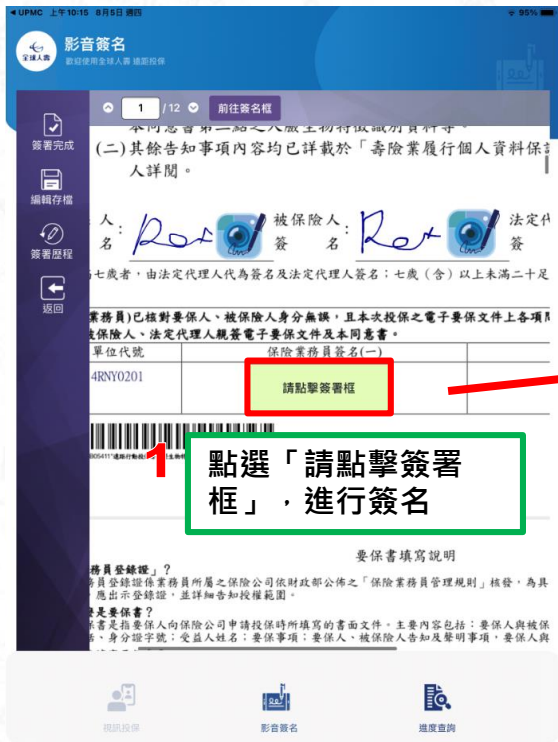 UPMC 上午10:15 8月5日 週四
95%
全球人壽
影音簽名
歡迎使用全球人壽 遠距投保
1 / 12 前往簽名框
簽署完成
編輯存檔
簽署歷程
返回
本同意書第二點之人臉生物特徵識別資料等。
(二)其餘告知事項內容均已詳載於「壽險業履行個人資料保
人詳閱。
人: Rex 被保險人: Rex 法定
名 簽 名 簽
七歲者,由法定代理人代為簽名及法定代理人簽名;七歲(含)以上未滿二十足
業務員)已核對要保人、被保險人身分無誤,且本次投保之電子要保文件上各項
被保險人、法定代理人親簽電子要保文件及本同意書。
單位代號 保險業務員簽名(一)
4RNY0201
請點擊簽署框
1
點選「請點擊簽署
框」,進行簽名
要保書填寫說明
務員登錄證」?
務員登錄證係業務員所屬之保險公司依財政部公佈之「保險業務員管理規則」核發,為具
應出示登錄證,並詳細告知授權範圍。
是要保書?
保書是指要保人向保險公司申請投保時所填寫的書面文件。主要內容包括:要保人與被保
、身分證字號;受益人姓名;要保事項;要保人、被保險人告知及聲明事項,要保人與
視訊投保
影音簽名
進度查詢